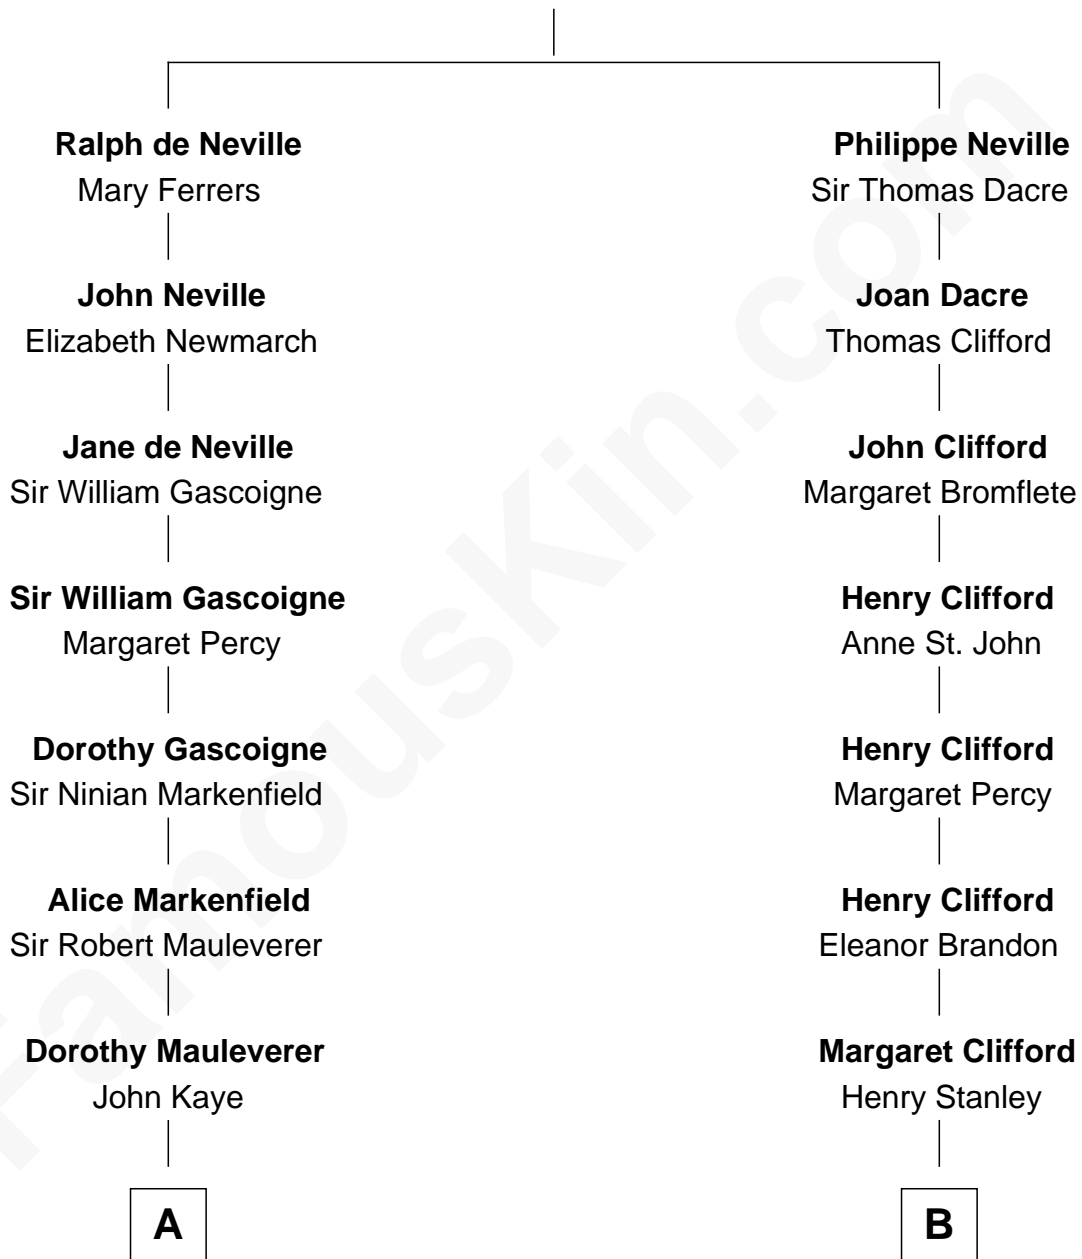 Ralph de Neville
Mary Ferrers
John Neville
Elizabeth Newmarch
Jane de Neville
Sir William Gascoigne
Sir William Gascoigne
Margaret Percy
Dorothy Gascoigne
Sir Ninian Markenfield
Alice Markenfield
Sir Robert Mauleverer
Dorothy Mauleverer
John Kaye
A
Philippe Neville
Sir Thomas Dacre
Joan Dacre
Thomas Clifford
John Clifford
Margaret Bromflete
Henry Clifford
Anne St. John
Henry Clifford
Margaret Percy
Henry Clifford
Eleanor Brandon
Margaret Clifford
Henry Stanley
B
FamousKin.com